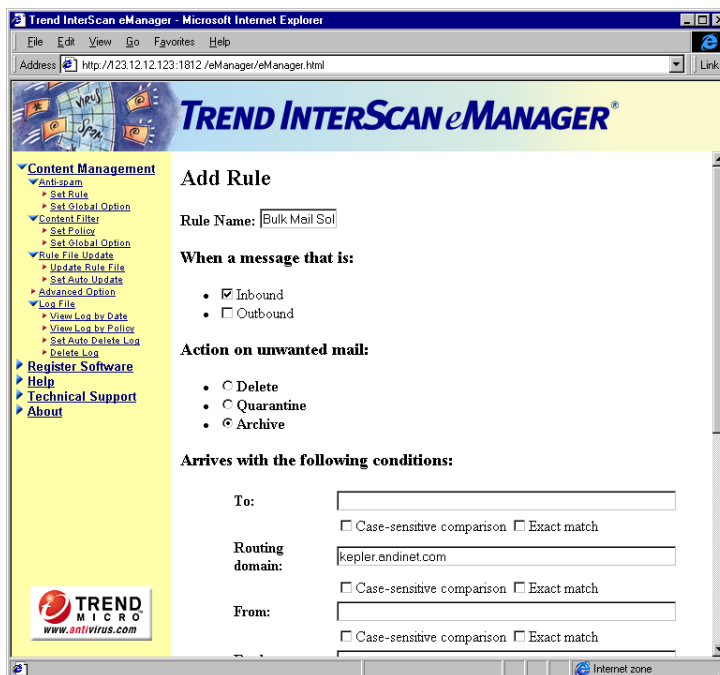 Trend InterScan eManager - Microsoft Internet Explorer
File Edit View Go Favorites Help
Address http://123.12.12.123:1812 /eManager/eManager.html Link
VIRUS
SPAM
TREND INTERSCAN eMANAGER®
Content Management
Anti-spam
Set Rule
Set Global Option
Content Filter
Set Policy
Set Global Option
Rule File Update
Update Rule File
Set Auto Update
Advanced Option
Log File
View Log by Date
View Log by Policy
Set Auto Delete Log
Delete Log
Register Software
Help
Technical Support
About
TREND
MICRO
www.antivirus.com
Add Rule
Rule Name: Bulk Mail Sol
When a message that is:
Inbound
Outbound
Action on unwanted mail:
Delete
Quarantine
Archive
Arrives with the following conditions:
To:
Case-sensitive comparison Exact match
Routing
domain: kepler.andinet.com
Case-sensitive comparison Exact match
From:
Case-sensitive comparison Exact match
Internet zone